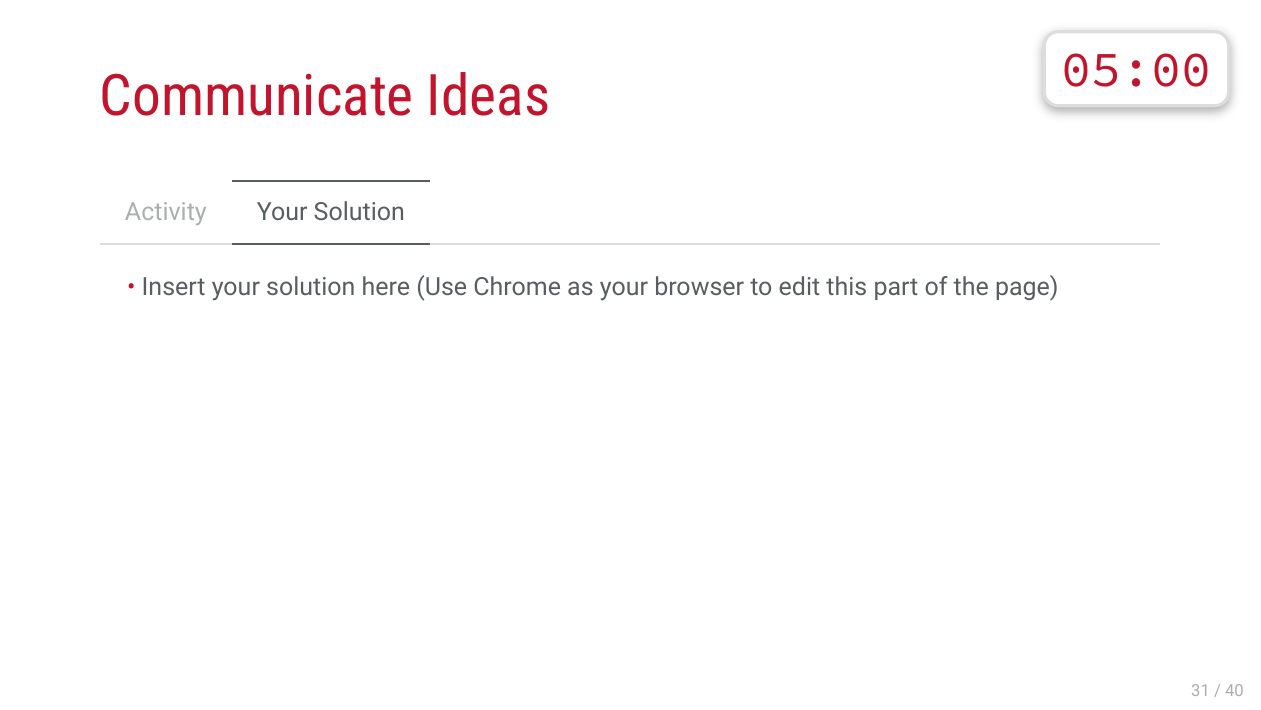 05:00
Communicate Ideas
Activity
Your Solution
• Insert your solution here (Use Chrome as your browser to edit this part of the page)
31 / 40